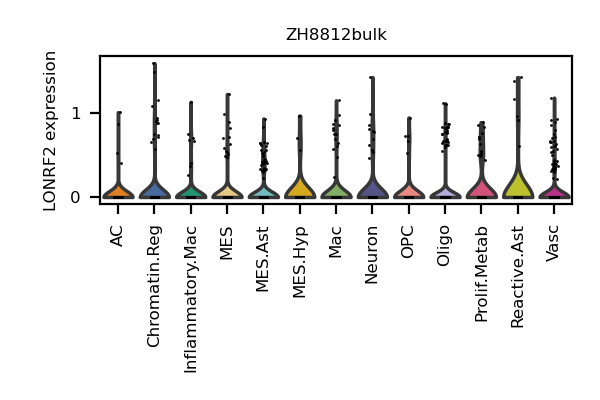 ZH8812bulk
LONRF2 expression
1
0
AC
Chromatin.Reg
Inflammatory.Mac
MES
MES.Ast
MES.Hyp
Mac
Neuron
OPC
Oligo
Prolif.Metab
Reactive.Ast
Vasc